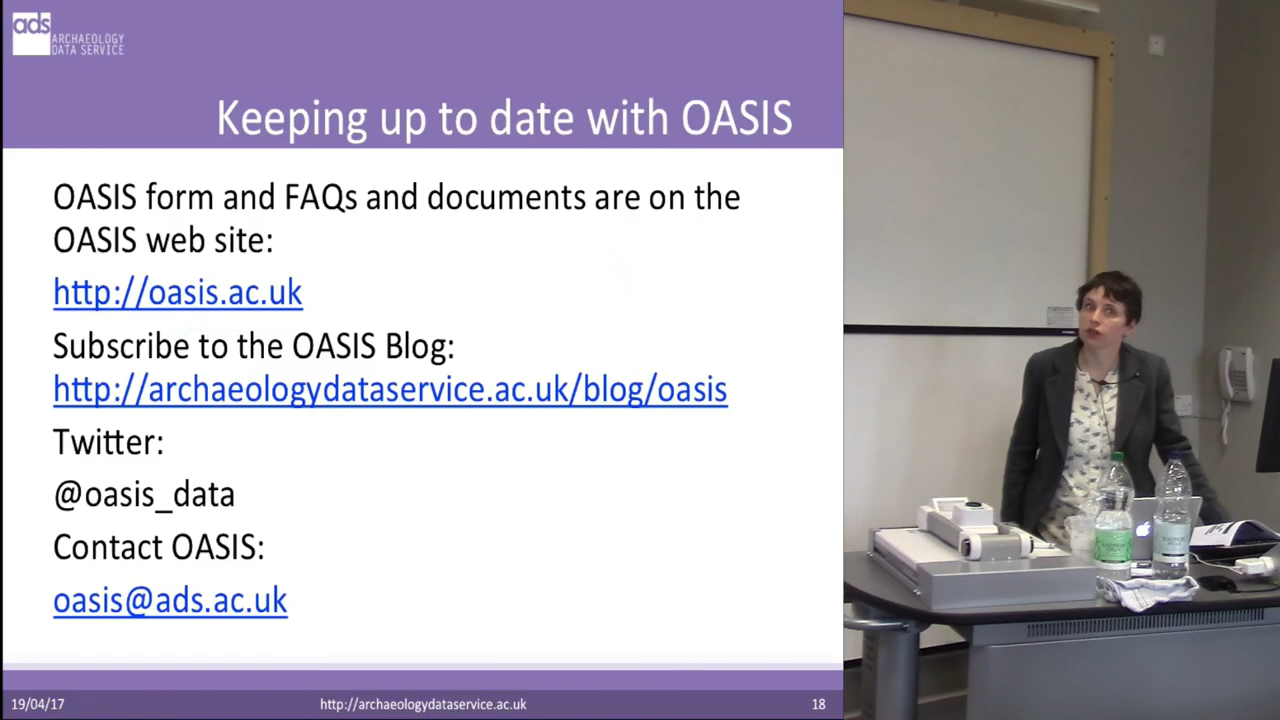 ads
ARCHAEOLOGY
DATA SERVICE
Keeping up to date with OASIS
OASIS form and FAQs and documents are on the
OASIS web site:
http://oasis.ac.uk
Subscribe to the OASIS Blog:
http://archaeologydataservice.ac.uk/blog/oasis
Twitter:
@oasis_data
Contact OASIS:
oasis@ads.ac.uk
19/04/17
http://archaeologydataservice.ac.uk
18